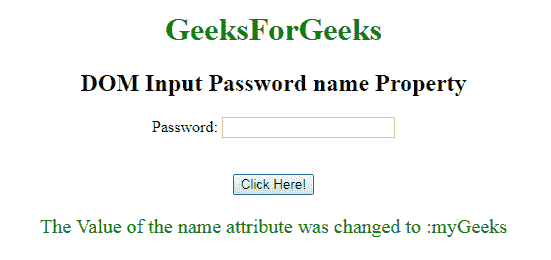 GeeksForGeeks
DOM Input Password name Property
Password:
Click Here!
The Value of the name attribute was changed to :myGeeks